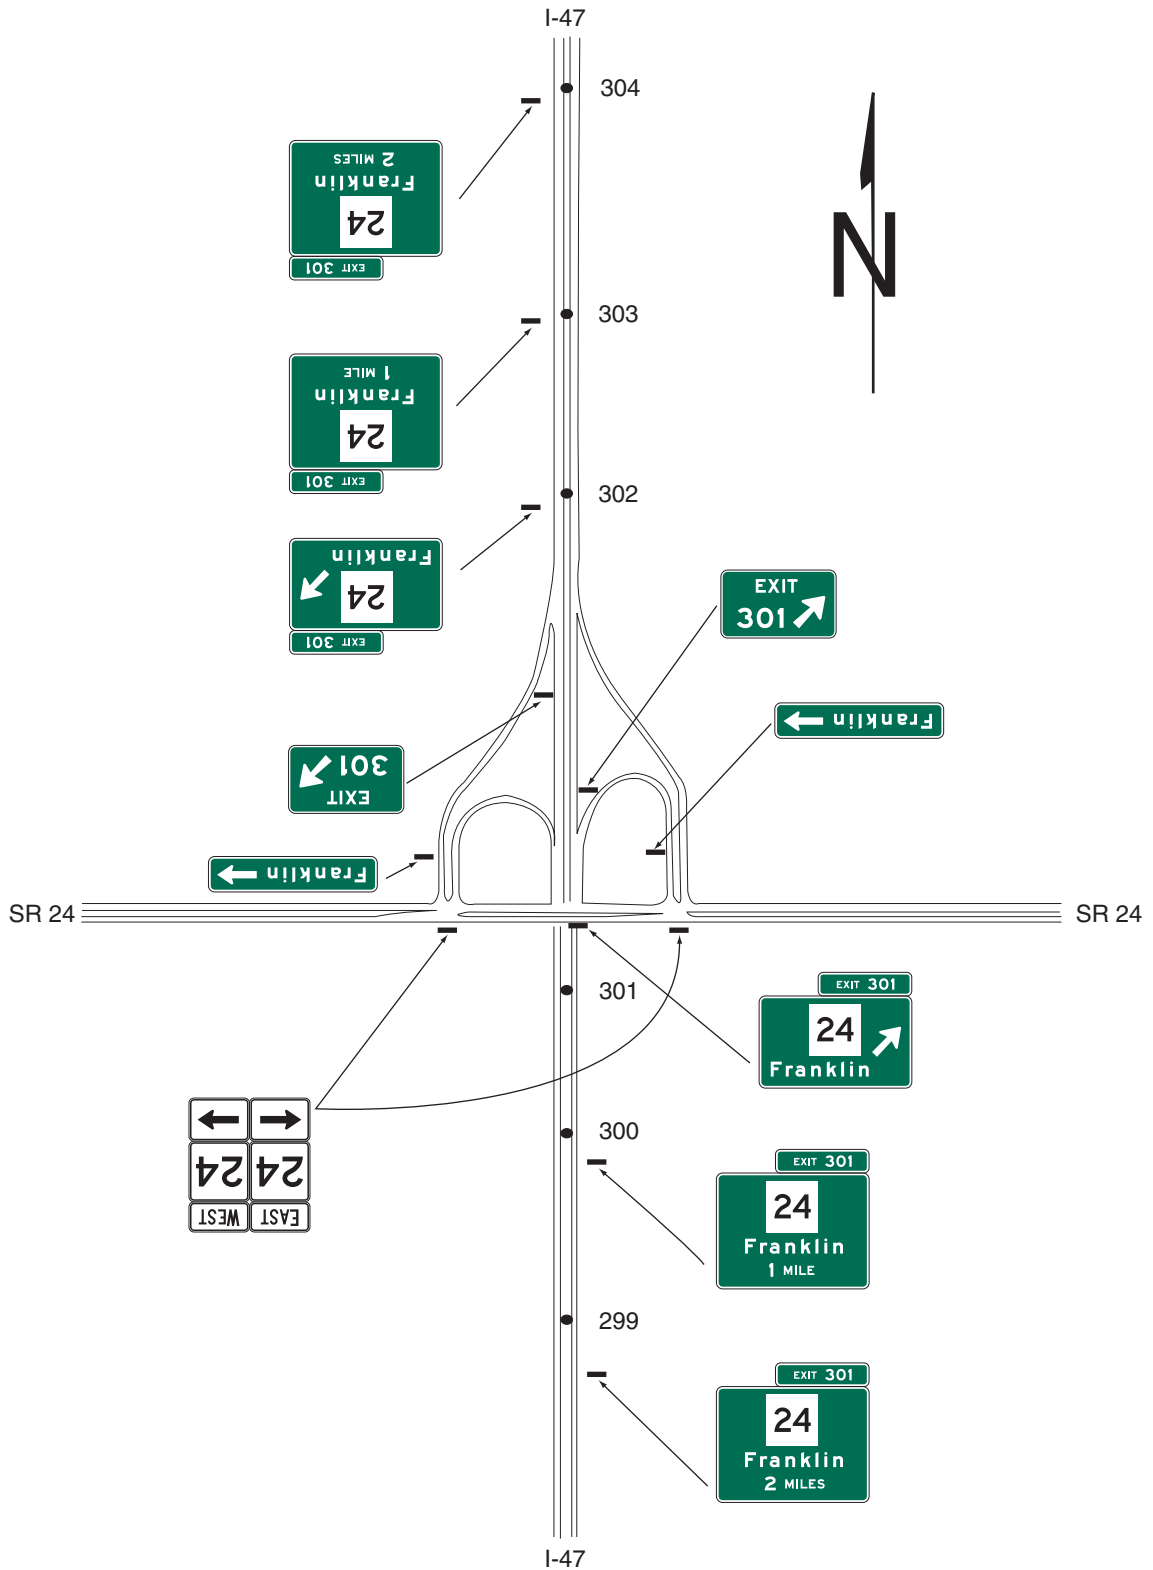 I-47
304
2 MILES
Franklin
24
EXIT 301
N
303
1 MILE
Franklin
24
EXIT 301
302
Franklin
24
EXIT 301
EXIT
301
Franklin
EXIT
301
Franklin
SR 24
SR 24
301
EXIT 301
24
Franklin
300
24 24
WEST EAST
EXIT 301
24
Franklin
1 MILE
299
EXIT 301
24
Franklin
2 MILES
I-47